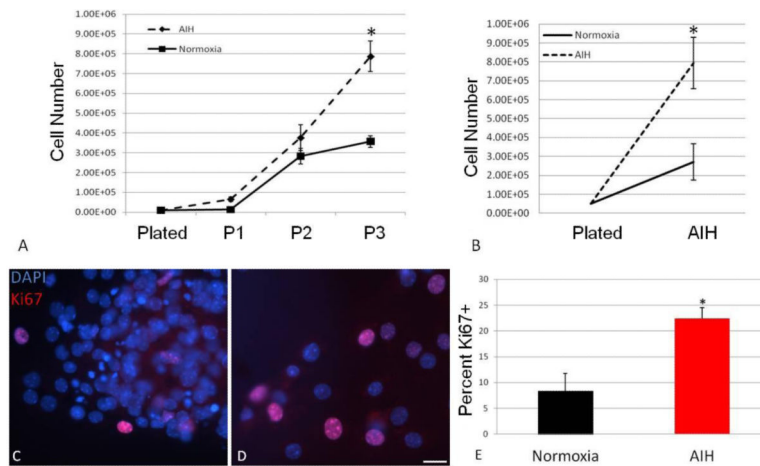 1.00E+06
9.00E+05
8.00E+05
7.00E+05
6.00E+05
5.00E+05
4.00E+05
3.00E+05
2.00E+05
1.00E+05
0.00E+00
Cell Number
AIH
Normoxia
*
Plated P1 P2 P3
A
1.00E+06
9.00E+05
8.00E+05
7.00E+05
6.00E+05
5.00E+05
4.00E+05
3.00E+05
2.00E+05
1.00E+05
0.00E+00
Cell Number
Normoxia
AIH
*
Plated AIH
B
DAPI
Ki67
C
D
30
25
20
15
10
5
0
Percent Ki67+
*
Normoxia AIH
E